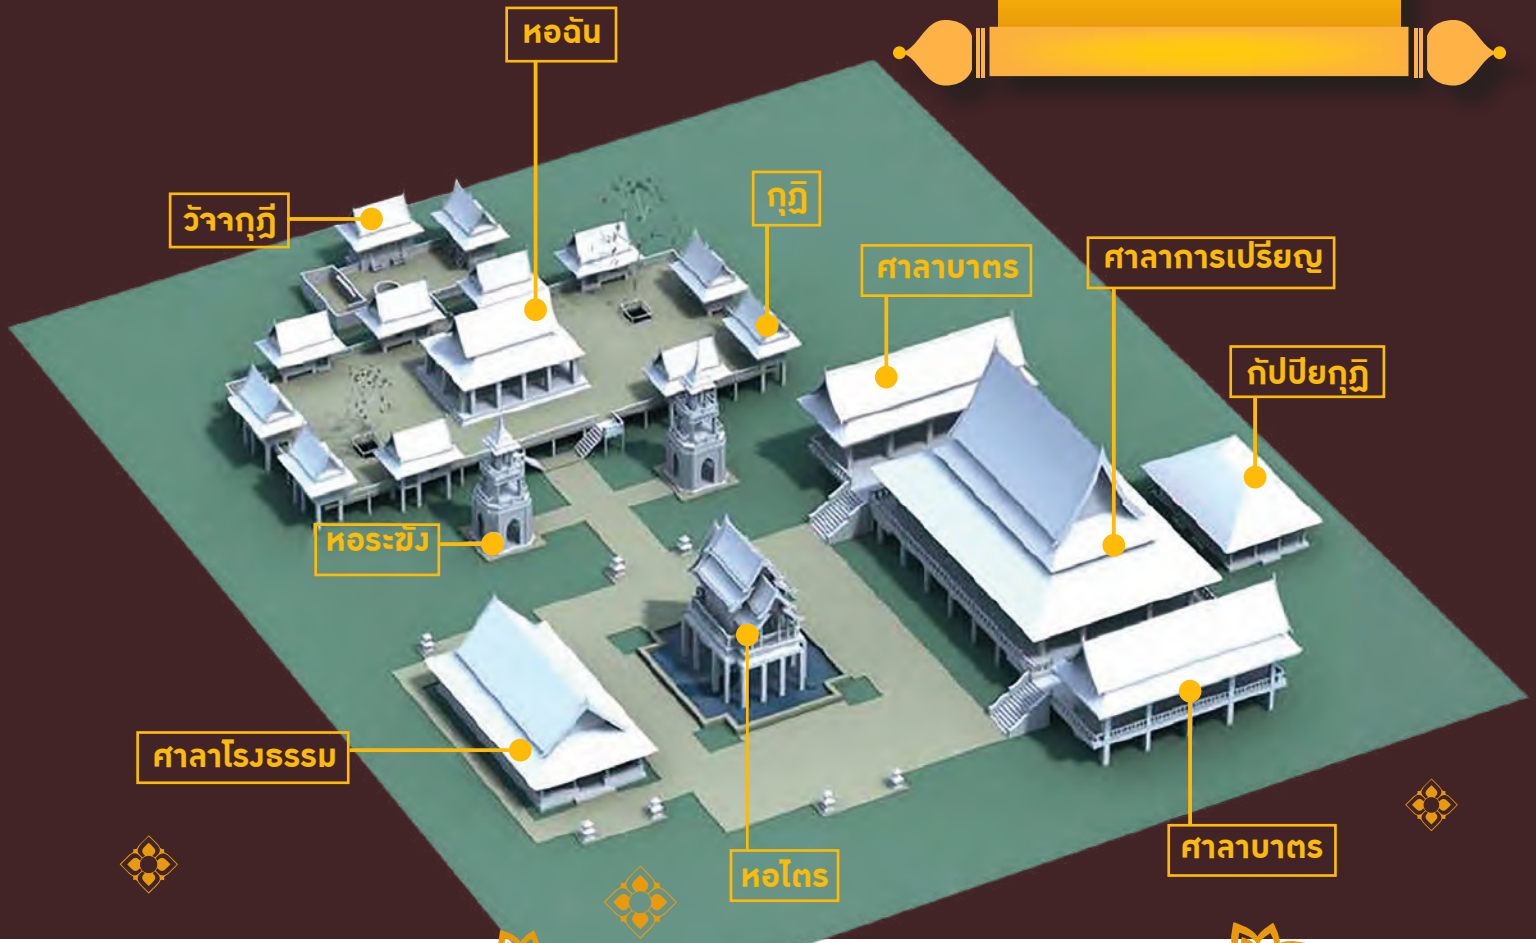 หอฉัน
วัจจกุฎี
กุฏิ
ศาลาบาตร
ศาลาการเปรียญ
กัปปิยกุฏิ
หอระฆัง
ศาลาโรงธรรม
หอไตร
ศาลาบาตร